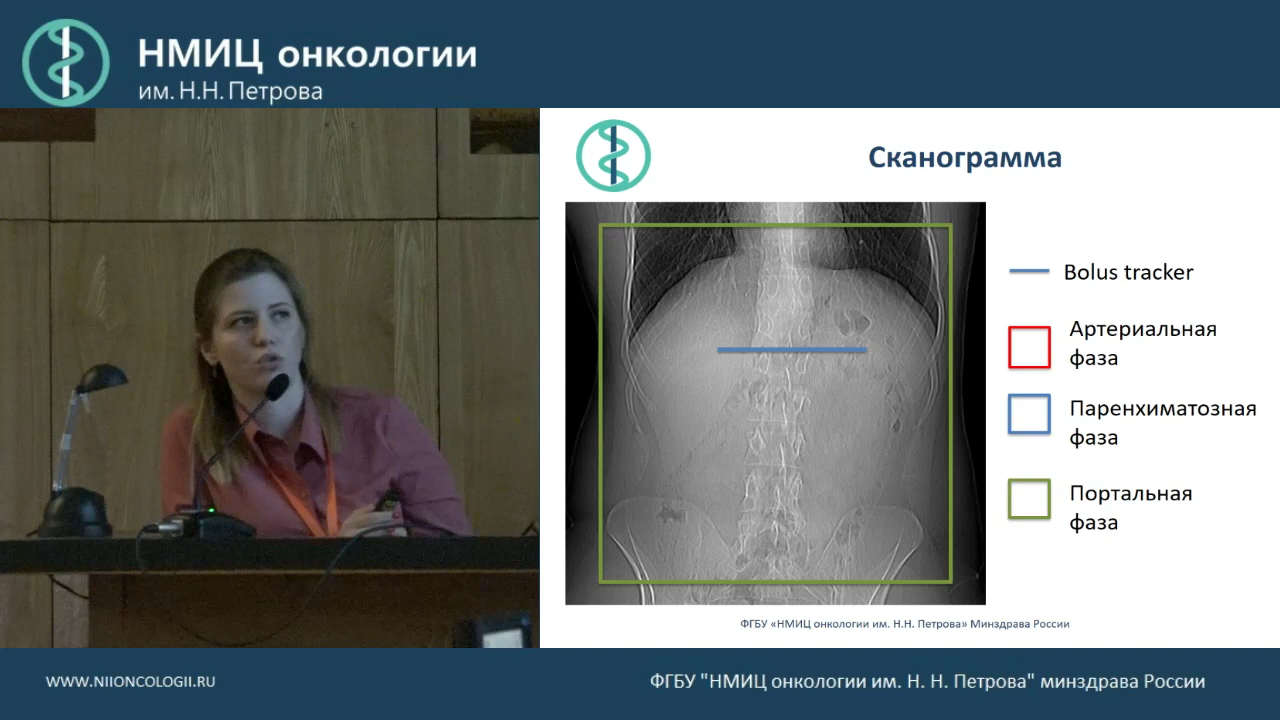 НМИЦ онкологии
им. Н.Н. Петрова
Сканограмма
Bolus tracker
Артериальная
фаза
Паренхиматозная
фаза
Портальная
фаза
ФГБУ «НМИЦ онкологии им. Н.Н. Петрова» Минздрава России
WWW.NIIONCOLOGII.RU
ФГБУ "НМИЦ онкологии им. Н. Н. Петрова" минздрава России